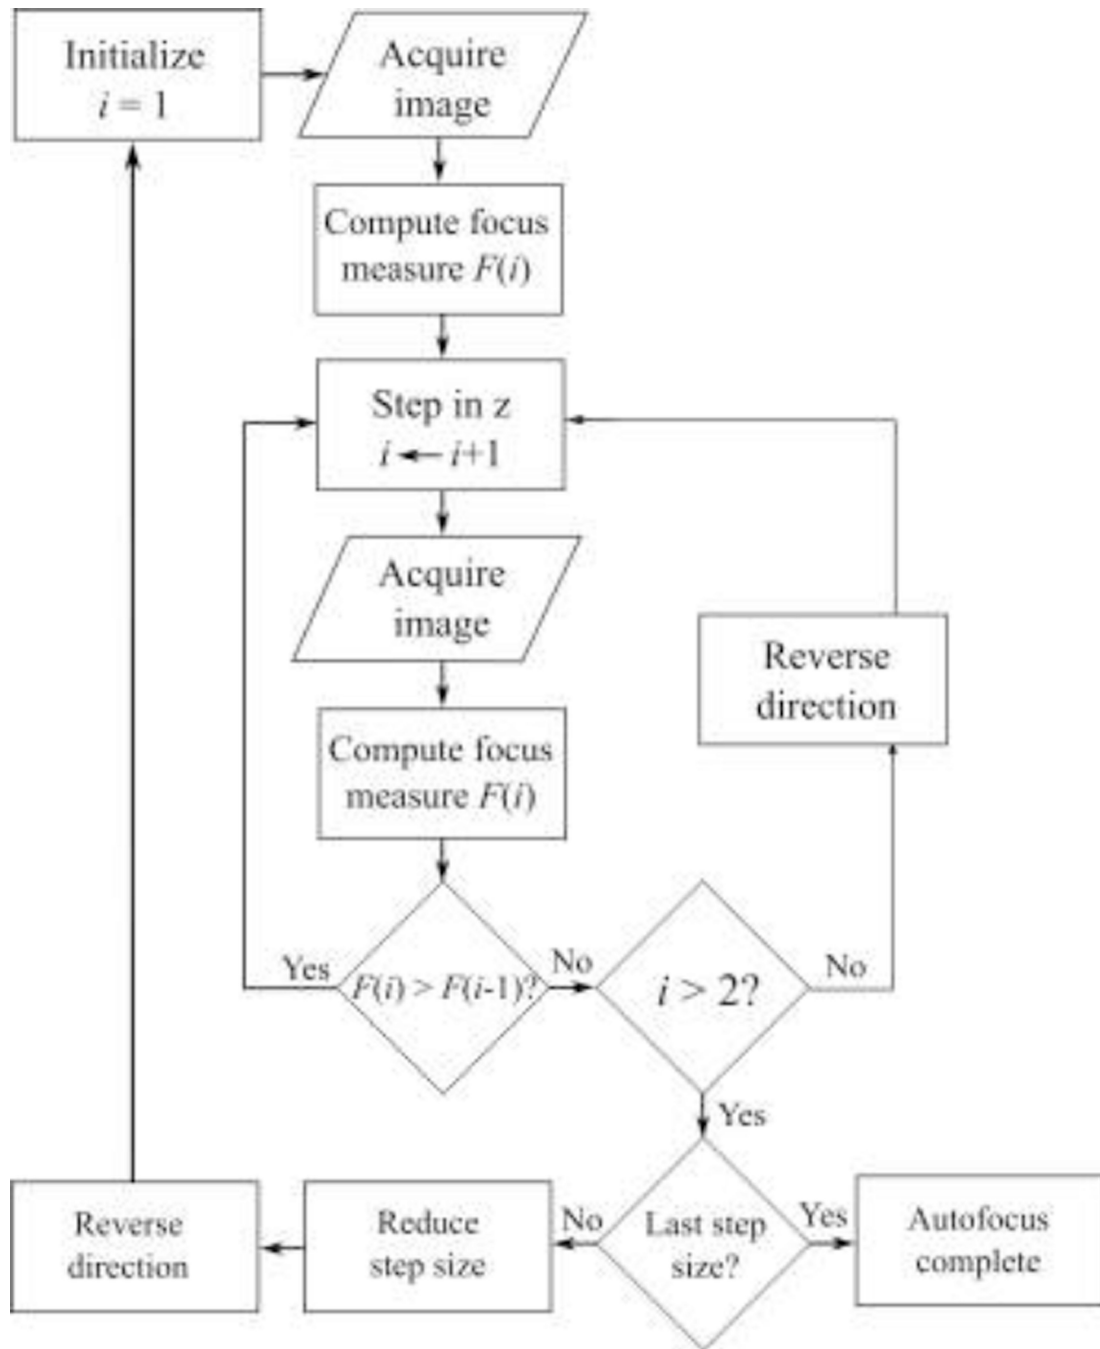 Initialize
i = 1
Acquire
image
Compute focus
measure F(i)
Step in z
i ← i+1
Acquire
image
Reverse
direction
Compute focus
measure F(i)
Yes
F(i) > F(i-1)?
No
i > 2?
No
Yes
Reverse
direction
Reduce
step size
No
Last step
size?
Yes
Autofocus
complete